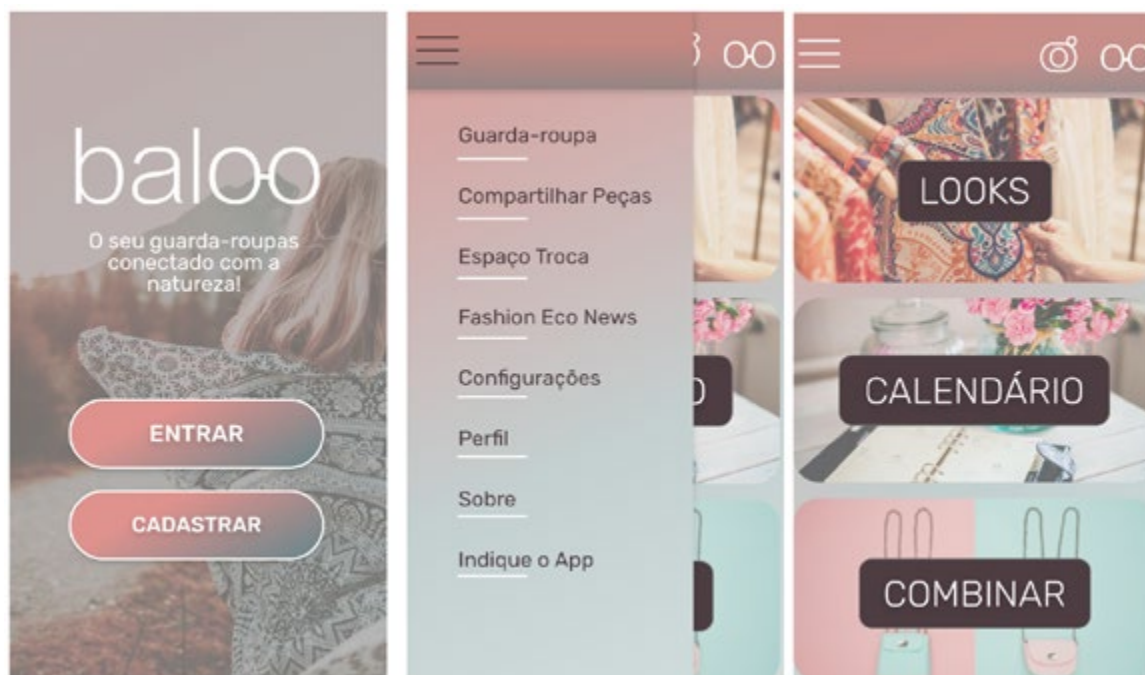 baloo
O seu guarda-roupas
conectado com a
natureza!
ENTRAR
CADASTRAR
Guarda-roupa
Compartilhar Peças
Espaço Troca
Fashion Eco News
Configurações
Perfil
Sobre
Indique o App
LOOKS
CALENDÁRIO
COMBINAR